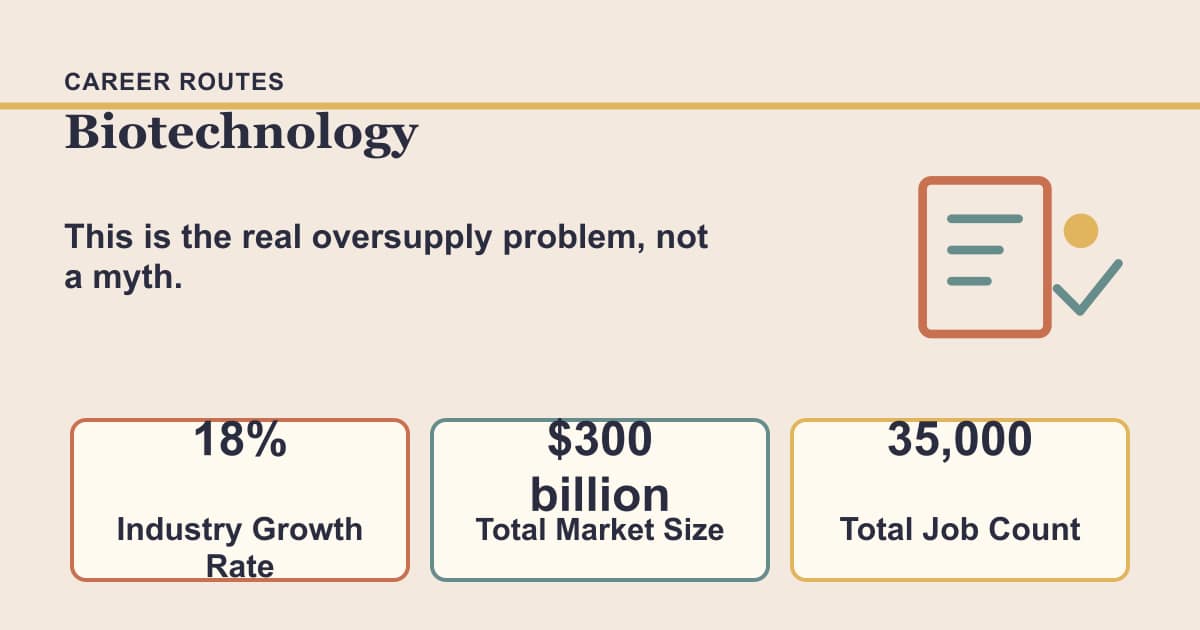 CAREER ROUTES
Biotechnology
This is the real oversupply problem, not
a myth.
18%
Industry Growth
Rate
$300
billion
Total Market Size
35,000
Total Job Count